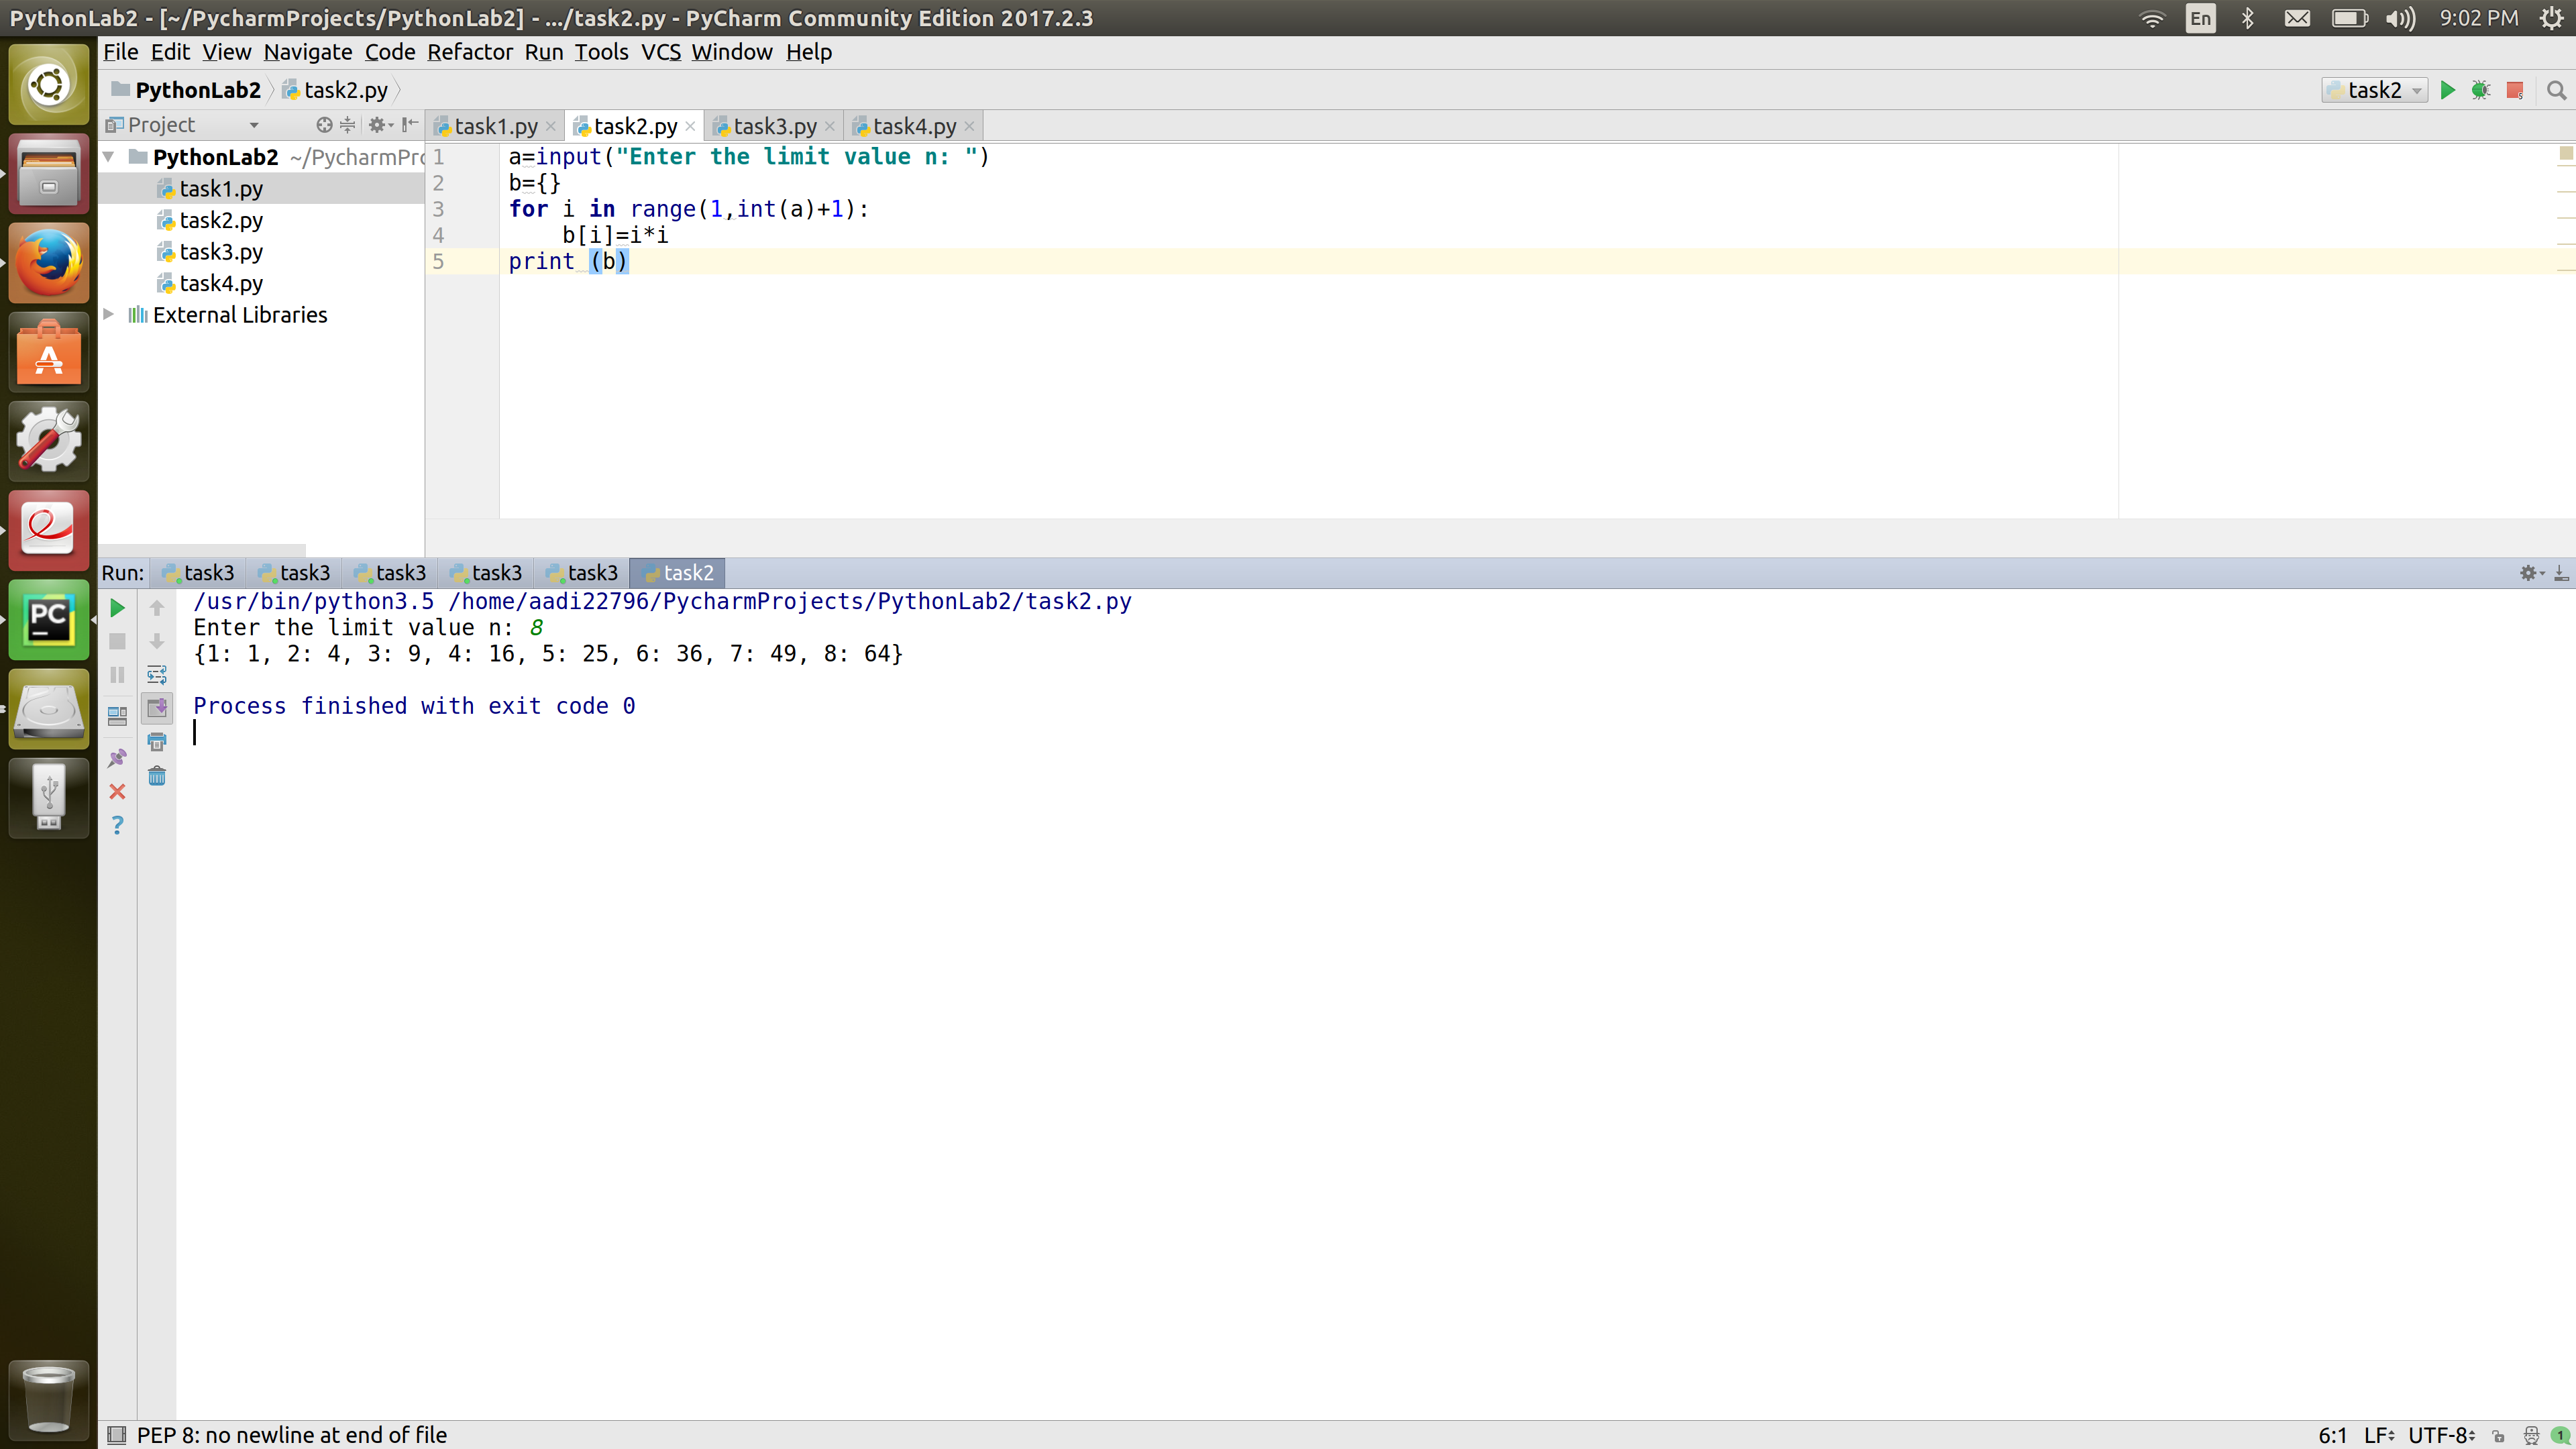 PythonLab2 - [~/PycharmProjects/PythonLab2] - .../task2.py - PyCharm Community Edition 2017.2.3
En
9:02 PM
File Edit View Navigate Code Refactor Run Tools VCS Window Help
PythonLab2 task2.py
task2
Project
task1.py
task2.py
task3.py
task4.py
PythonLab2 ~/PycharmPro
task1.py
task2.py
task3.py
task4.py
External Libraries
1 a=input("Enter the limit value n: ")
2 b={}
3 for i in range(1,int(a)+1):
4     b[i]=i*i
5 print (b)
Run: task3 task3 task3 task3 task3 task2
/usr/bin/python3.5 /home/aadi22796/PycharmProjects/PythonLab2/task2.py
Enter the limit value n: 8
{1: 1, 2: 4, 3: 9, 4: 16, 5: 25, 6: 36, 7: 49, 8: 64}
Process finished with exit code 0
PC
PEP 8: no newline at end of file
6:1 LF UTF-8 1